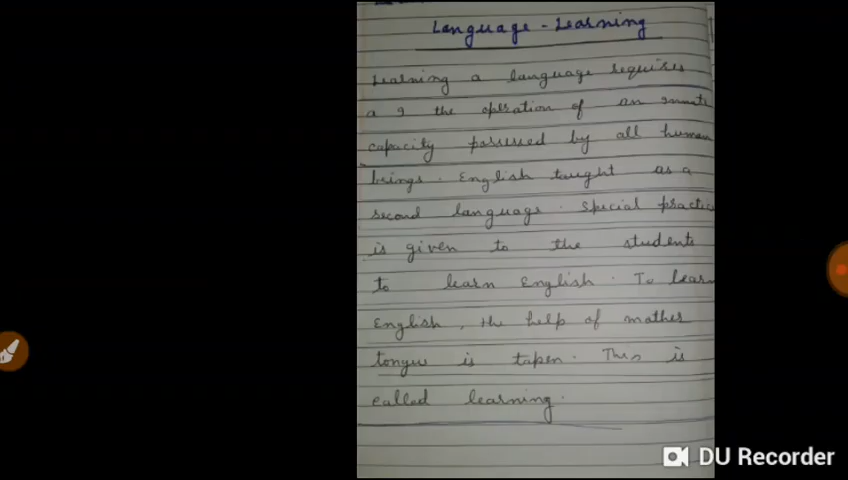 Language - Learning
Learning a language requires
a 9 the operation of an innate
capacity possessed by all human
beings. English taught as a
second language. Special practice
is given to the students
to learn English. To learn
English, the help of mother
tongue is tapen. This is
called learning.
DU Recorder